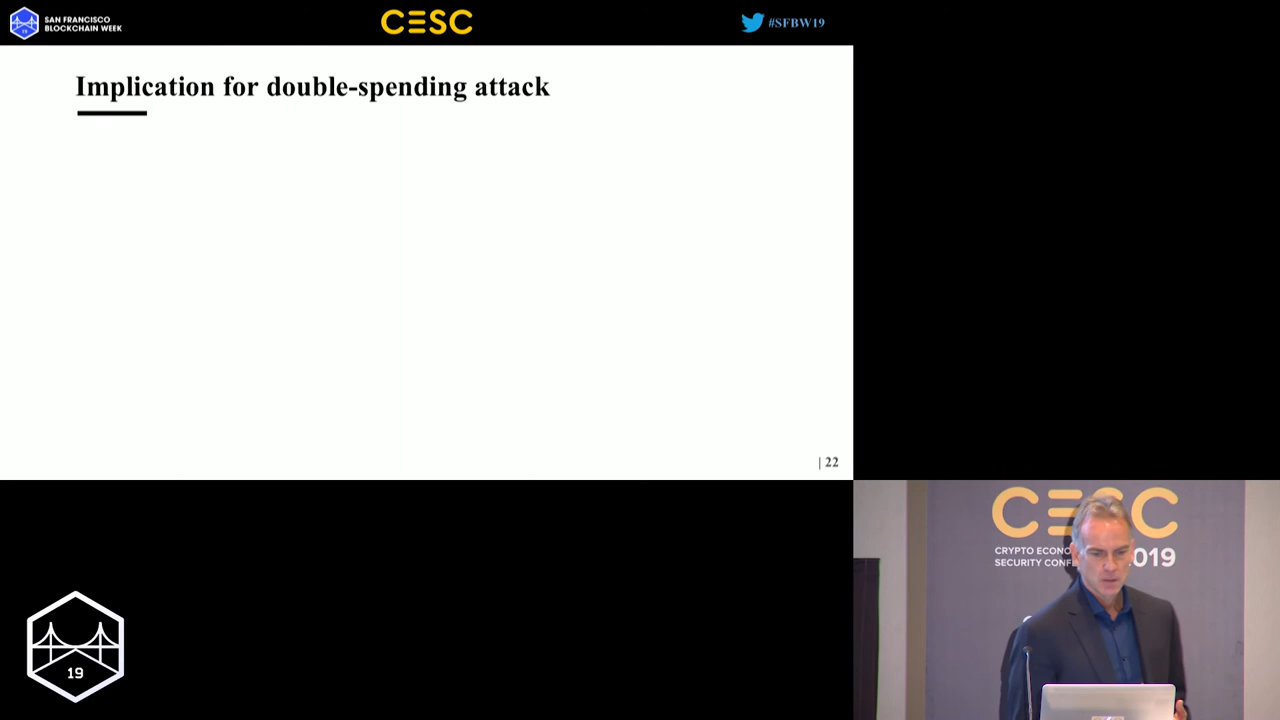 SAN FRANCISCO
BLOCKCHAIN WEEK
19
CESC
#SFBW19
Implication for double-spending attack
| 22
CESC
CRYPTO ECONO
SECURITY CONF
019
19